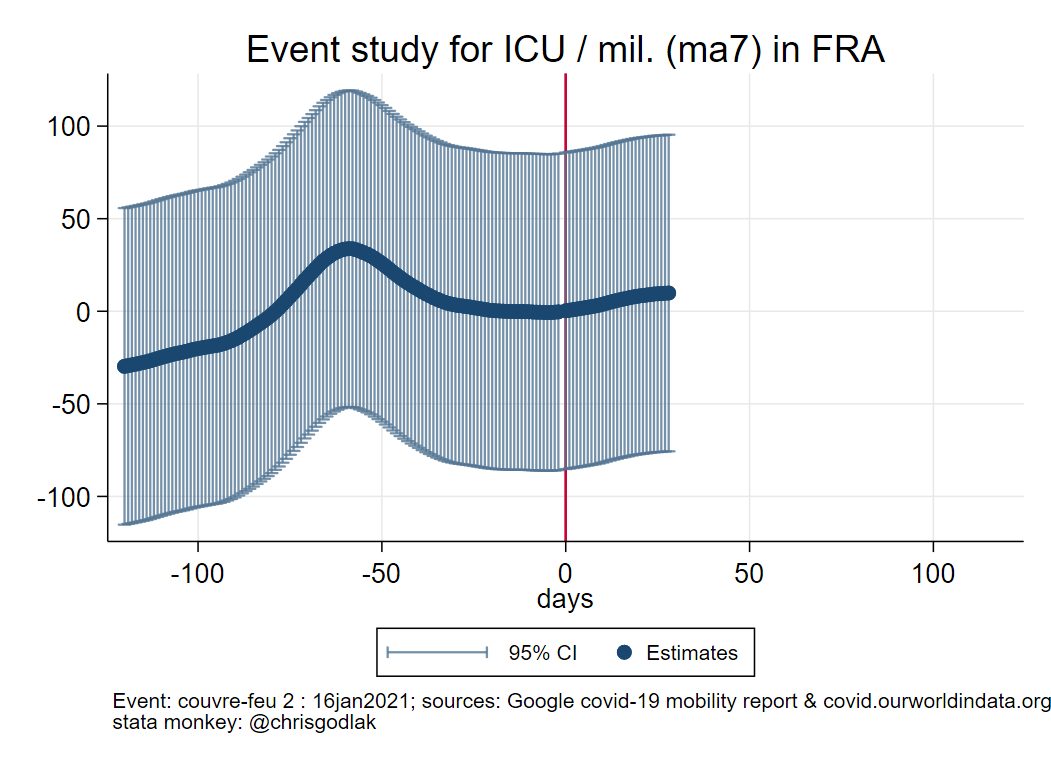 Event study for ICU / mil. (ma7) in FRA
100
50
0
-50
-100
-100 -50 0 50 100
days
95% CI Estimates
Event: couvre-feu 2 : 16jan2021; sources: Google covid-19 mobility report & covid.ourworldindata.org
stata monkey: @chrisgodlak